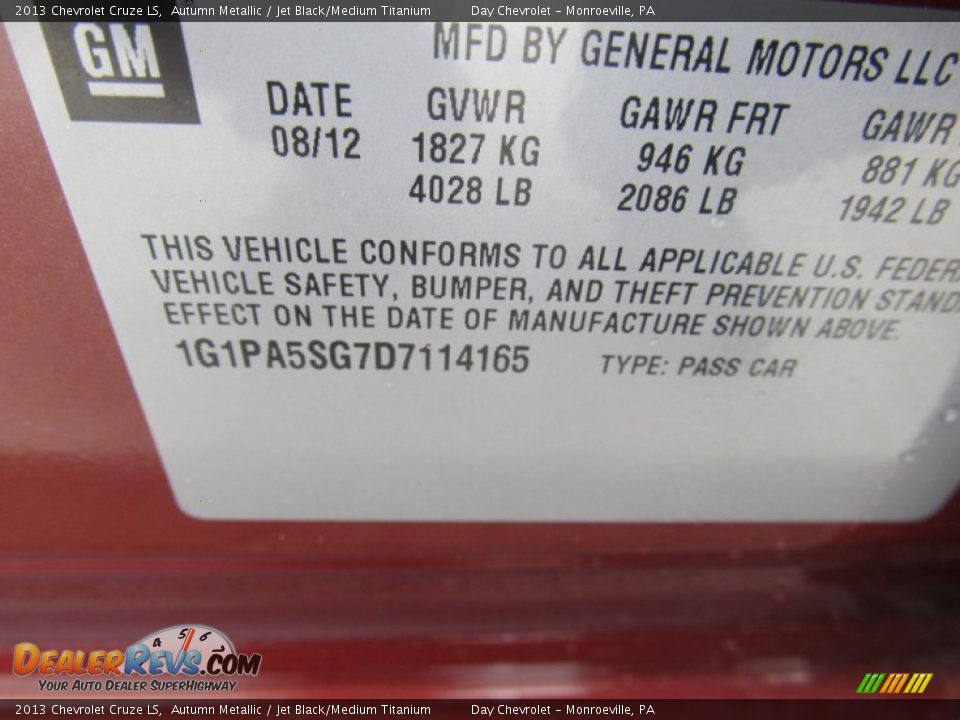 2013 Chevrolet Cruze LS, Autumn Metallic / Jet Black/Medium Titanium Day Chevrolet – Monroeville, PA
GM
MFD BY GENERAL MOTORS LLC
DATE GVWR GAWR FRT GAWR
08/12 1827 KG 946 KG 881 KG
4028 LB 2086 LB 1942 LB
THIS VEHICLE CONFORMS TO ALL APPLICABLE U.S. FEDER
VEHICLE SAFETY, BUMPER, AND THEFT PREVENTION STAND
EFFECT ON THE DATE OF MANUFACTURE SHOWN ABOVE.
1G1PA5SG7D7114165 TYPE: PASS CAR
4 5 6
DEALERREVS.COM
YOUR AUTO DEALER SUPERHIGHWAY
2013 Chevrolet Cruze LS, Autumn Metallic / Jet Black/Medium Titanium Day Chevrolet – Monroeville, PA